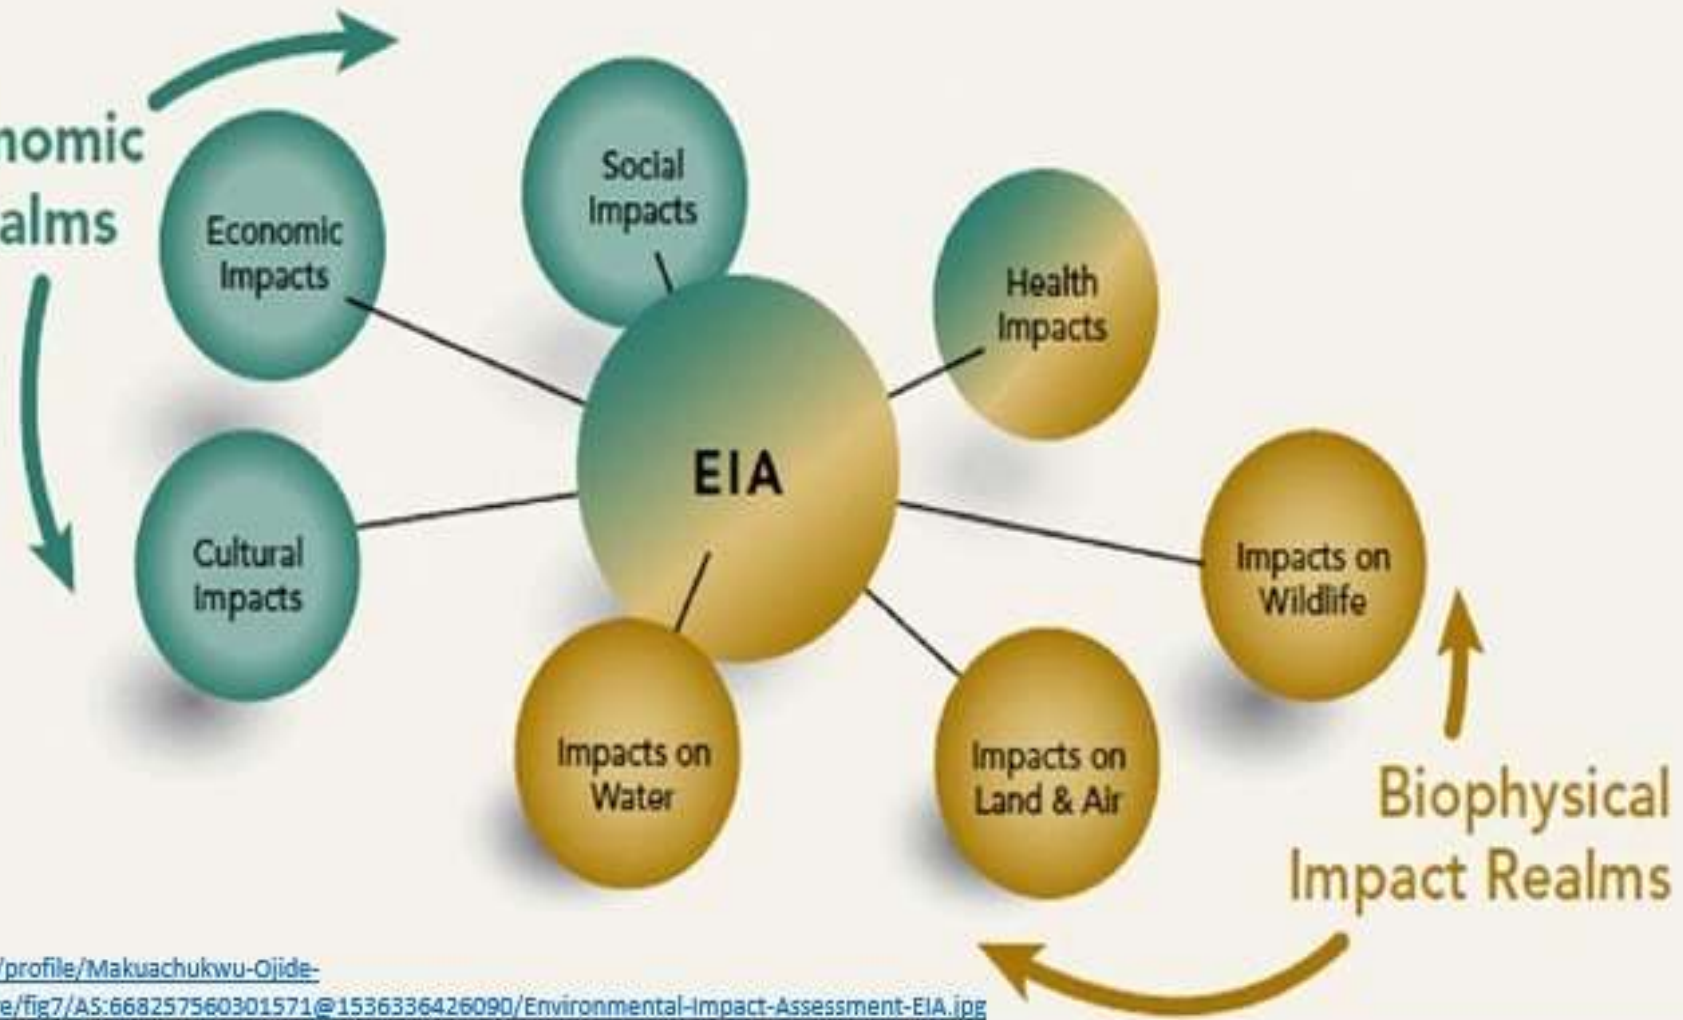 nomic
alms
Economic
Impacts
Social
Impacts
Health
Impacts
EIA
Cultural
Impacts
Impacts on
Wildlife
Impacts on
Water
Impacts on
Land & Air
Biophysical
Impact Realms
/profile/Makuachukwu-Ojide-
e/fig7/AS:668257560301571@1536336426090/Environmental-Impact-Assessment-EIA.jpg